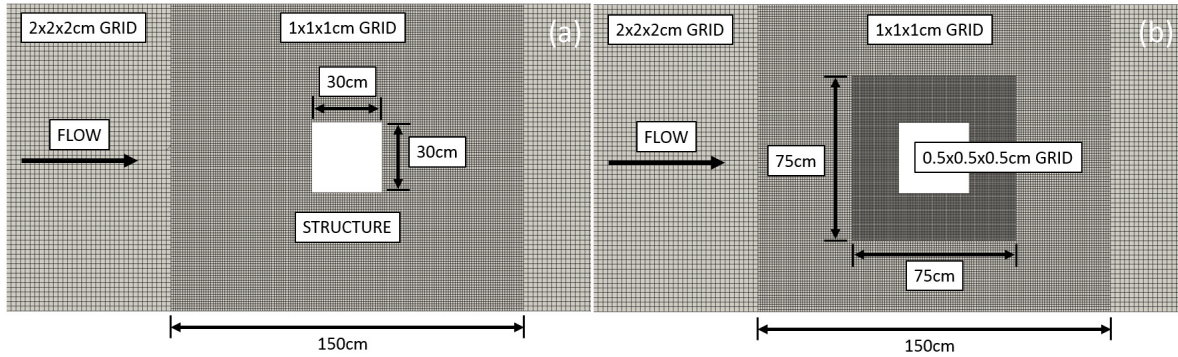 2x2x2cm GRID
1x1x1cm GRID
(a)
30cm
FLOW
30cm
STRUCTURE
150cm
2x2x2cm GRID
1x1x1cm GRID
(b)
FLOW
75cm
0.5x0.5x0.5cm GRID
75cm
150cm